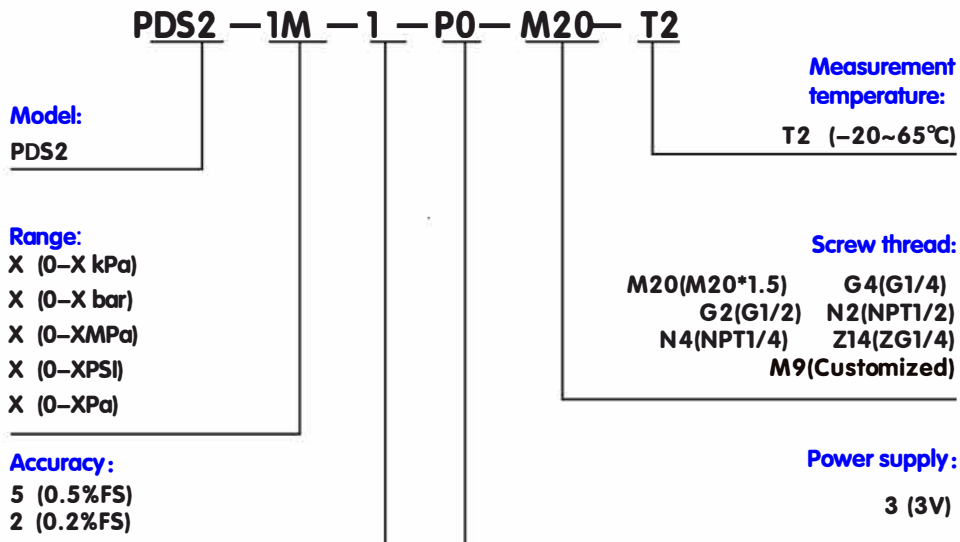 PDS2 — 1M — 1 — P0 — M20 — T2
Model:
PDS2
Range:
X (0–X kPa)
X (0–X bar)
X (0–XMPa)
X (0–XPSI)
X (0–XPa)
Accuracy:
5 (0.5%FS)
2 (0.2%FS)
Measurement
temperature:
T2 (–20~65℃)
Screw thread:
M20(M20*1.5) G4(G1/4)
G2(G1/2) N2(NPT1/2)
N4(NPT1/4) Z14(ZG1/4)
M9(Customized)
Power supply:
3 (3V)